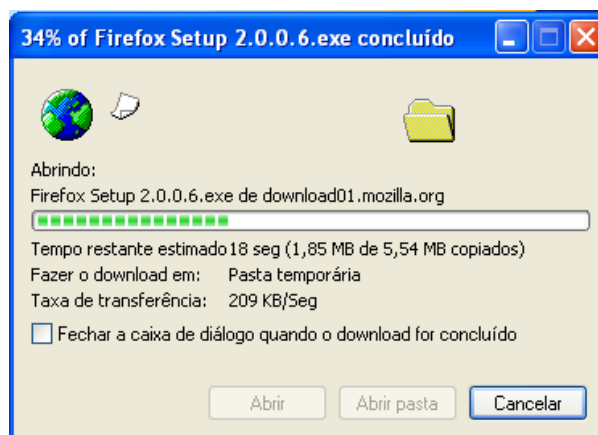 34% of Firefox Setup 2.0.0.6.exe concluído
Abrindo:
Firefox Setup 2.0.0.6.exe de download01.mozilla.org
Tempo restante estimado 18 seg (1,85 MB de 5,54 MB copiados)
Fazer o download em: Pasta temporária
Taxa de transferência: 209 KB/Seg
Fechar a caixa de diálogo quando o download for concluído
Abrir Abrir pasta Cancelar